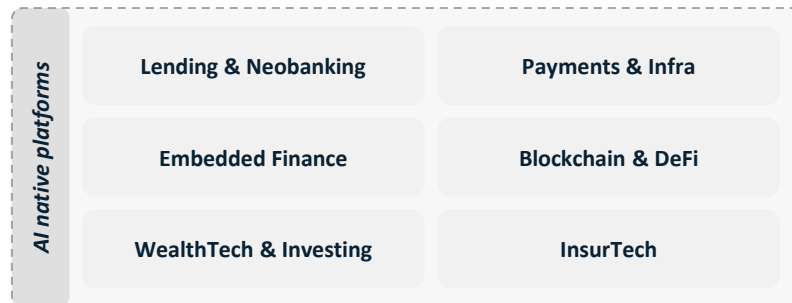 AI native platforms
Lending & Neobanking
Payments & Infra
Embedded Finance
Blockchain & DeFi
WealthTech & Investing
InsurTech